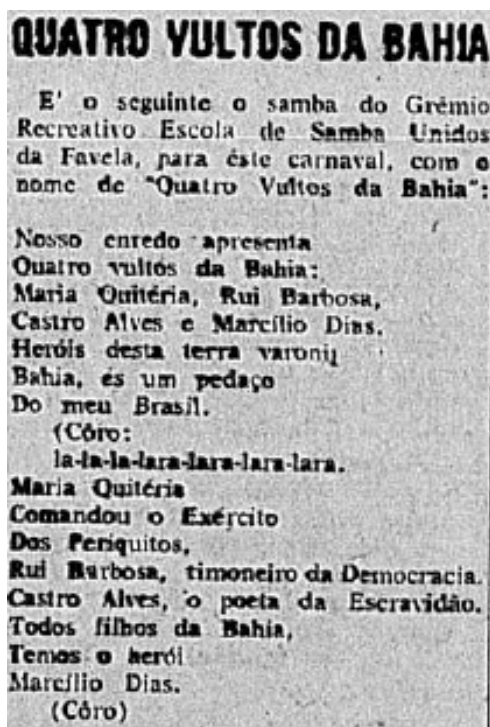 QUATRO VULTOS DA BAHIA
E' o seguinte o samba do Grêmio
Recreativo Escola de Samba Unidos
da Favela, para êste carnaval, com o
nome de "Quatro Vultos da Bahia":
Nosso enredo apresenta
Quatro vultos da Bahia:
Maria Quitéria, Rui Barbosa,
Castro Alves e Marcílio Dias.
Heróis desta terra varonil
Bahia, és um pedaço
Do meu Brasil.
(Côro:
la-la-la-lara-lara-lara-lara.
Maria Quitéria
Comandou o Exército
Dos Periquitos,
Rui Barbosa, timoneiro da Democracia.
Castro Alves, o poeta da Escravidão.
Todos filhos da Bahia,
Temos o herói
Marcílio Dias.
(Côro)